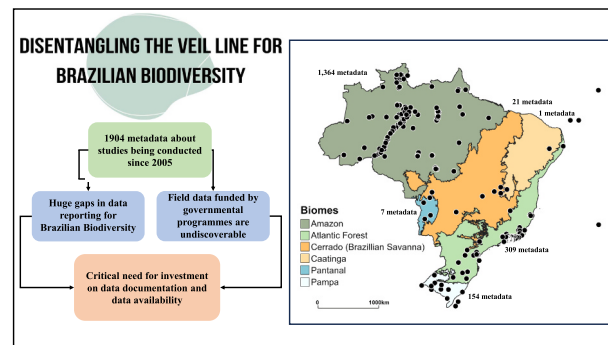 DISENTANGLING THE VEIL LINE FOR
BRAZILIAN BIODIVERSITY
1904 metadata about
studies being conducted
since 2005
Huge gaps in data
reporting for
Brazilian Biodiversity
Field data funded by
governmental
programmes are
undiscoverable
Critical need for investment
on data documentation and
data availability
1,364 metadata
21 metadata
1 metadata
7 metadata
309 metadata
154 metadata
Biomes
Amazon
Atlantic Forest
Cerrado (Brazillian Savanna)
Caatinga
Pantanal
Pampa
0
1000km